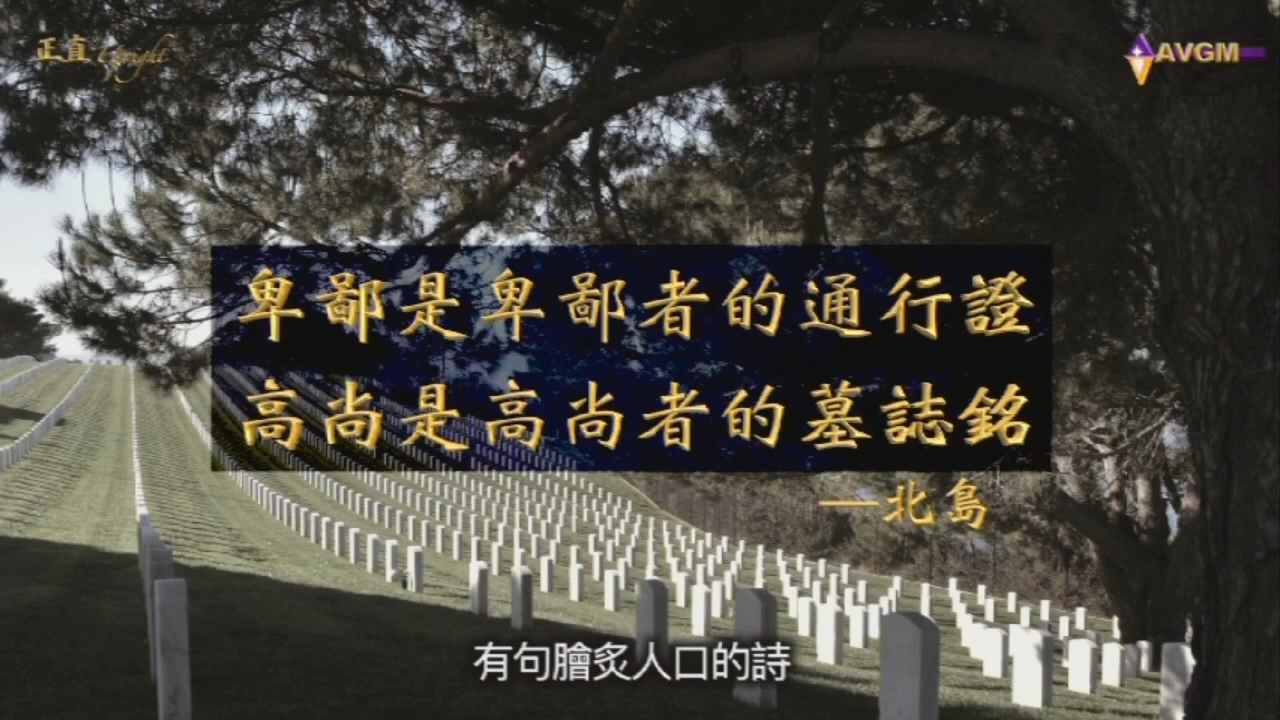 正直 Upright
AVGM
卑鄙是卑鄙者的通行證
高尚是高尚者的墓誌銘
—北島
有句膾炙人口的詩